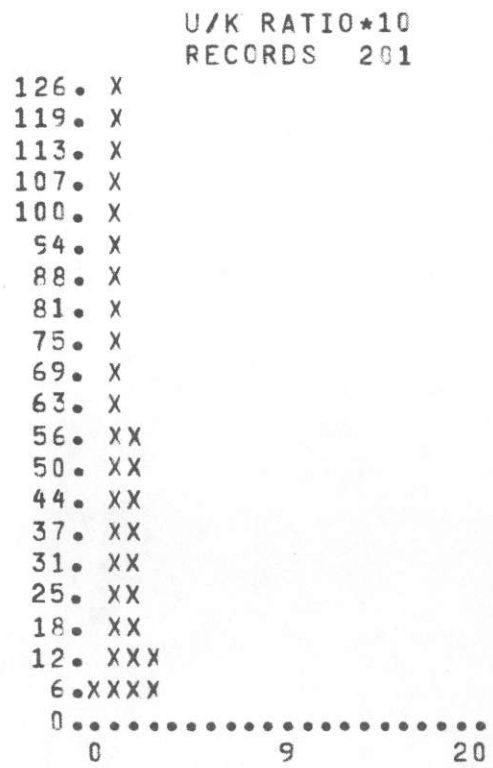 U/K RATIO*10
RECORDS 201
126. X
119. X
113. X
107. X
100. X
94. X
88. X
81. X
75. X
69. X
63. X
56. XX
50. XX
44. XX
37. XX
31. XX
25. XX
18. XX
12. XXX
6.XXXX
0....................
0 9 20